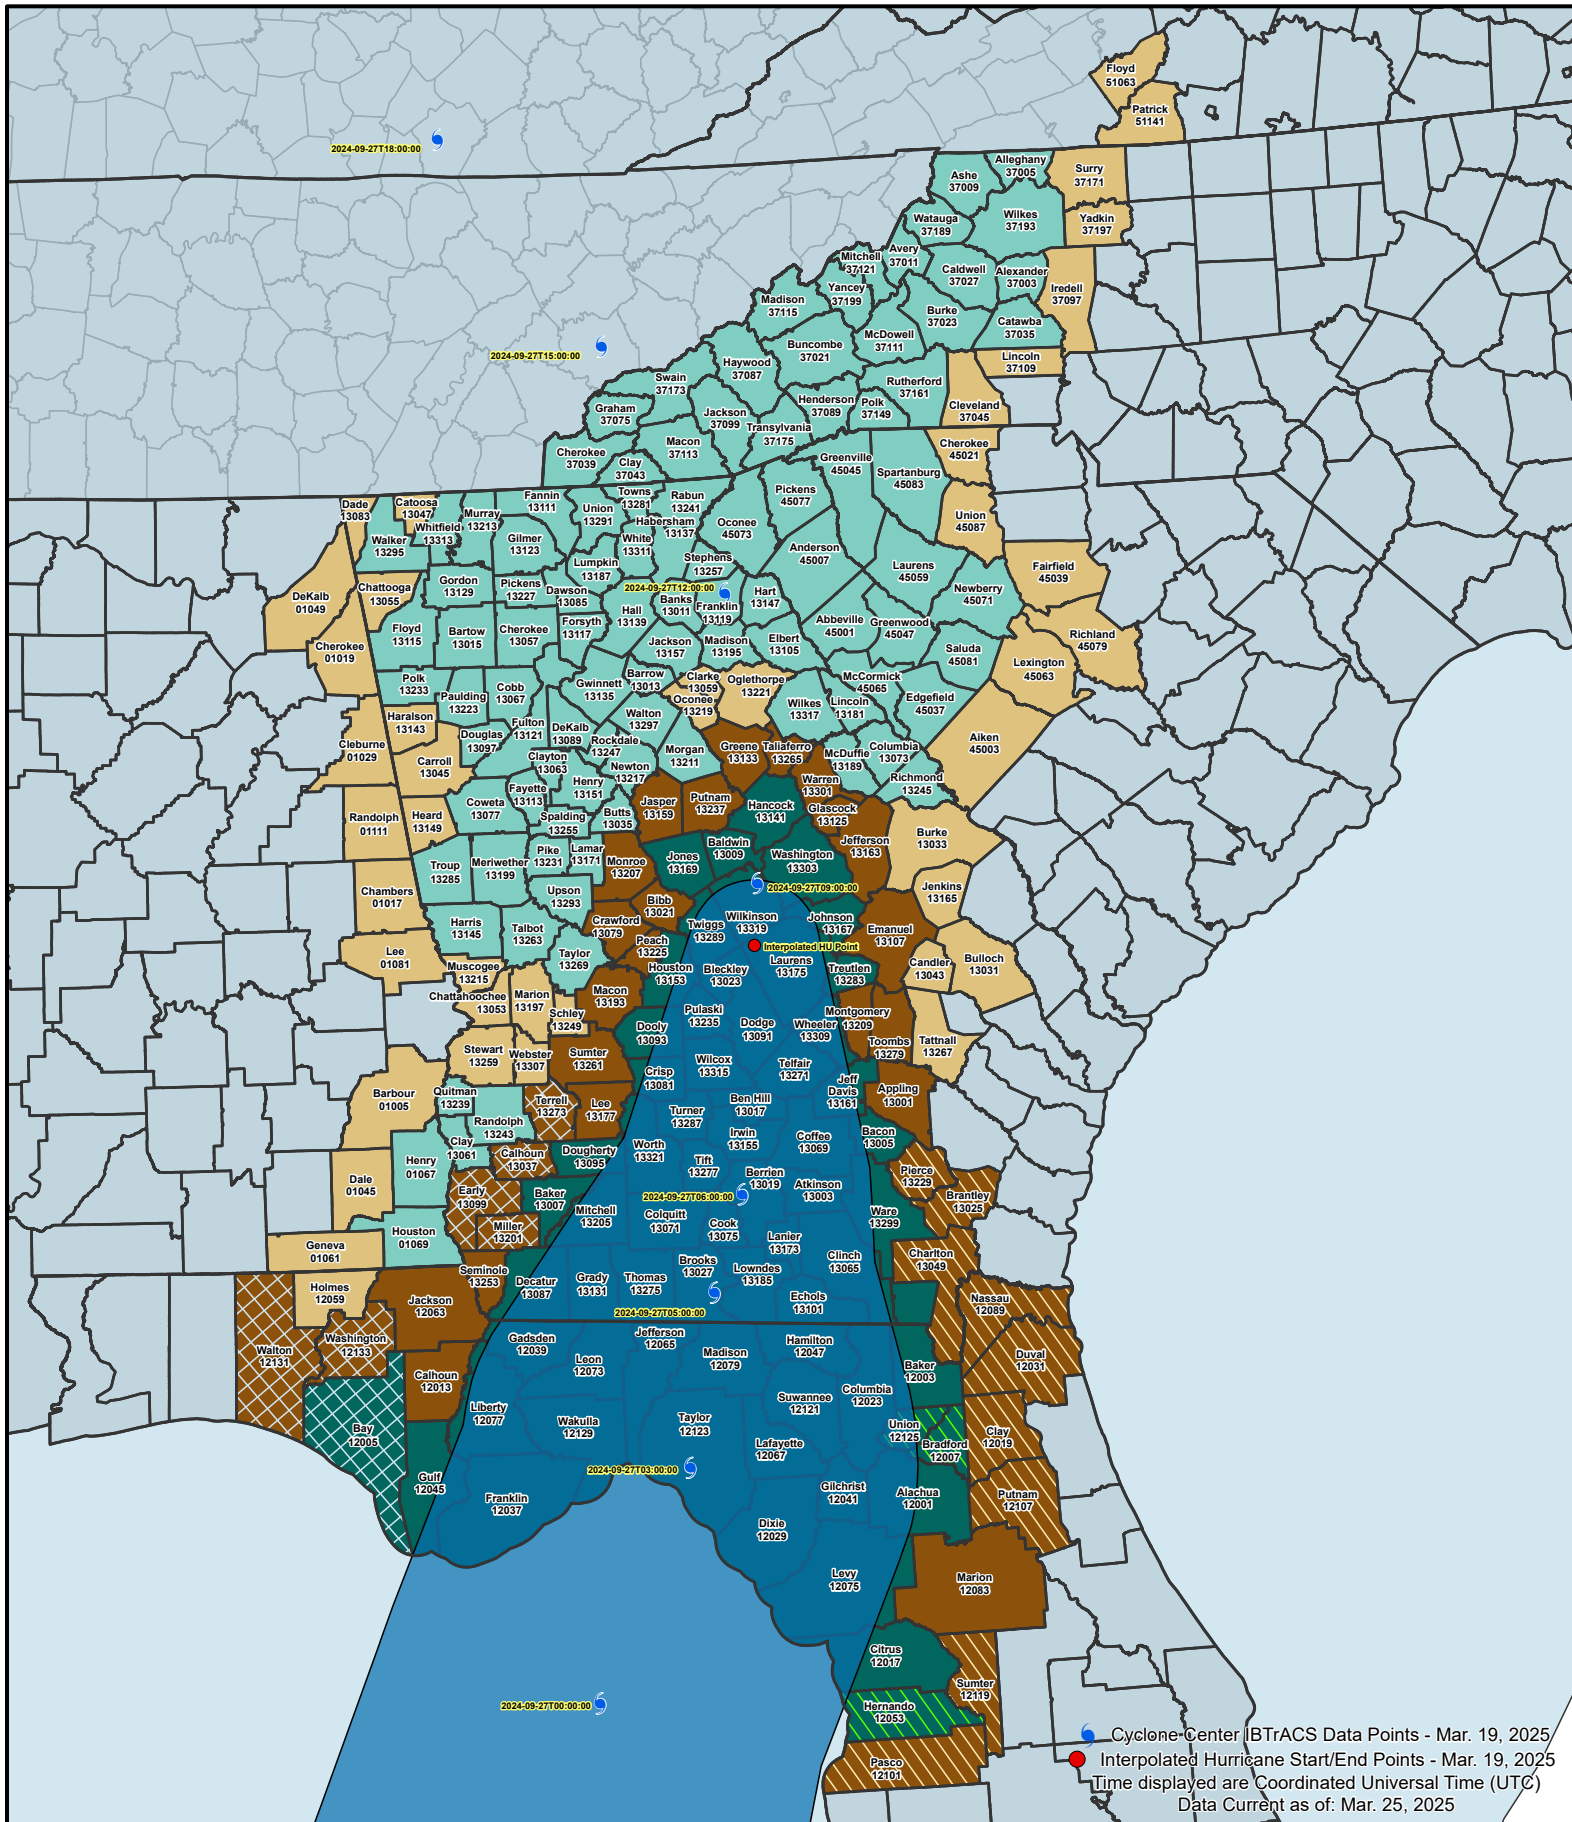 Floyd
51063
Patrick
51141
2024-09-27T18:00:00
Alleghany
37005
Ashe
37009
Surry
37171
Watauga
37189
Wilkes
37193
Yadkin
37197
Avery
37011
Mitchell
37121
Caldwell
37027
Alexander
37003
Iredell
37097
Yancey
37199
Madison
37115
Burke
37023
Catawba
37035
McDowell
37111
Buncombe
37021
2024-09-27T15:00:00
Haywood
37087
Lincoln
37109
Swain
37173
Rutherford
37161
Graham
37075
Henderson
37089
Polk
37149
Cleveland
37045
Jackson
37099
Transylvania
37175
Macon
37113
Cherokee
37039
Clay
37043
Cherokee
45021
Greenville
45045
Spartanburg
45083
Pickens
45077
Union
45087
Dade
13083
Catoosa
13047
Whitfield
13313
Murray
13213
Fannin
13111
Union
13291
Towns
13281
Rabun
13241
Habersham
13137
Oconee
45073
Walker
13295
Gilmer
13123
White
13311
Anderson
45007
Stephens
13257
Lumpkin
13187
Laurens
45059
Fairfield
45039
Newberry
45071
DeKalb
01049
Chattooga
13055
Gordon
13129
Pickens
13227
Dawson
13085
2024-09-27T12:00:00
Banks
13011
Franklin
13119
Hart
13147
Hall
13139
Abbeville
45001
Greenwood
45047
Richland
45079
Floyd
13115
Bartow
13015
Cherokee
13057
Forsyth
13117
Jackson
13157
Madison
13195
Elbert
13105
Saluda
45081
Cherokee
01019
Lexington
45063
Polk
13233
Paulding
13223
Cobb
13067
Gwinnett
13135
Barrow
13013
Clarke
13059
Oglethorpe
13221
McCormick
45065
Oconee
13219
Wilkes
13317
Lincoln
13181
Edgefield
45037
Haralson
13143
Walton
13297
Fulton
13121
DeKalb
13089
Douglas
13097
Rockdale
13247
Aiken
45003
Cleburne
01029
Carroll
13045
Clayton
13063
Morgan
13211
Greene
13133
Taliaferro
13265
McDuffie
13189
Columbia
13073
Newton
13217
Henry
13151
Warren
13301
Richmond
13245
Fayette
13113
Coweta
13077
Jasper
13159
Putnam
13237
Hancock
13141
Glascock
13125
Randolph
01111
Heard
13149
Spalding
13255
Butts
13035
Burke
13033
Jefferson
13163
Baldwin
13009
Washington
13303
Jones
13169
Pike
13231
Lamar
13171
Monroe
13207
Troup
13285
Meriwether
13199
Upson
13293
2024-09-27T09:00:00
Jenkins
13165
Chambers
01017
Bibb
13021
Crawford
13079
Twiggs
13289
Wilkinson
13319
Johnson
13167
Emanuel
13107
Harris
13145
Talbot
13263
Peach
13225
Interpolated HU Point
Lee
01081
Taylor
13269
Houston
13153
Bleckley
13023
Laurens
13175
Treutlen
13283
Candler
13043
Bulloch
13031
Muscogee
13215
Chattahoochee
13053
Marion
13197
Macon
13193
Schley
13249
Pulaski
13235
Dodge
13091
Wheeler
13309
Montgomery
13209
Dooly
13093
Toombs
13279
Tattnall
13267
Stewart
13259
Webster
13307
Sumter
13261
Wilcox
13315
Telfair
13271
Crisp
13081
Jeff
Davis
13161
Appling
13001
Barbour
01005
Quitman
13239
Terrell
13273
Lee
13177
Ben Hill
13017
Turner
13287
Randolph
13243
Irwin
13155
Coffee
13069
Bacon
13005
Clay
13061
Calhoun
13037
Dougherty
13095
Worth
13321
Tift
13277
Henry
01067
Pierce
13229
Berrien
13019
Dale
01045
Early
13099
Baker
13007
2024-09-27T06:00:00
Atkinson
13003
Brantley
13025
Mitchell
13205
Colquitt
13071
Cook
13075
Ware
13299
Houston
01069
Miller
13201
Lanier
13173
Geneva
01061
Charlton
13049
Clinch
13065
Brooks
13027
Lowndes
13185
Seminole
13253
Decatur
13087
Grady
13131
Thomas
13275
Holmes
12059
Jackson
12063
Echols
13101
Nassau
12089
2024-09-27T05:00:00
Washington
12133
Walton
12131
Gadsden
12039
Jefferson
12065
Hamilton
12047
Madison
12079
Leon
12073
Duval
12031
Calhoun
12013
Baker
12003
Suwannee
12121
Columbia
12023
Liberty
12077
Wakulla
12129
Taylor
12123
Union
12125
Bay
12005
Lafayette
12067
Bradford
12007
Clay
12019
2024-09-27T03:00:00
Gulf
12045
Gilchrist
12041
Alachua
12001
Putnam
12107
Franklin
12037
Dixie
12029
Levy
12075
Marion
12083
Citrus
12017
Sumter
12119
2024-09-27T00:00:00
Hernando
12053
Pasco
12101
Cyclone Center IBTrACS Data Points - Mar. 19, 2025
Interpolated Hurricane Start/End Points - Mar. 19, 2025
Time displayed are Coordinated Universal Time (UTC)
Data Current as of: Mar. 25, 2025